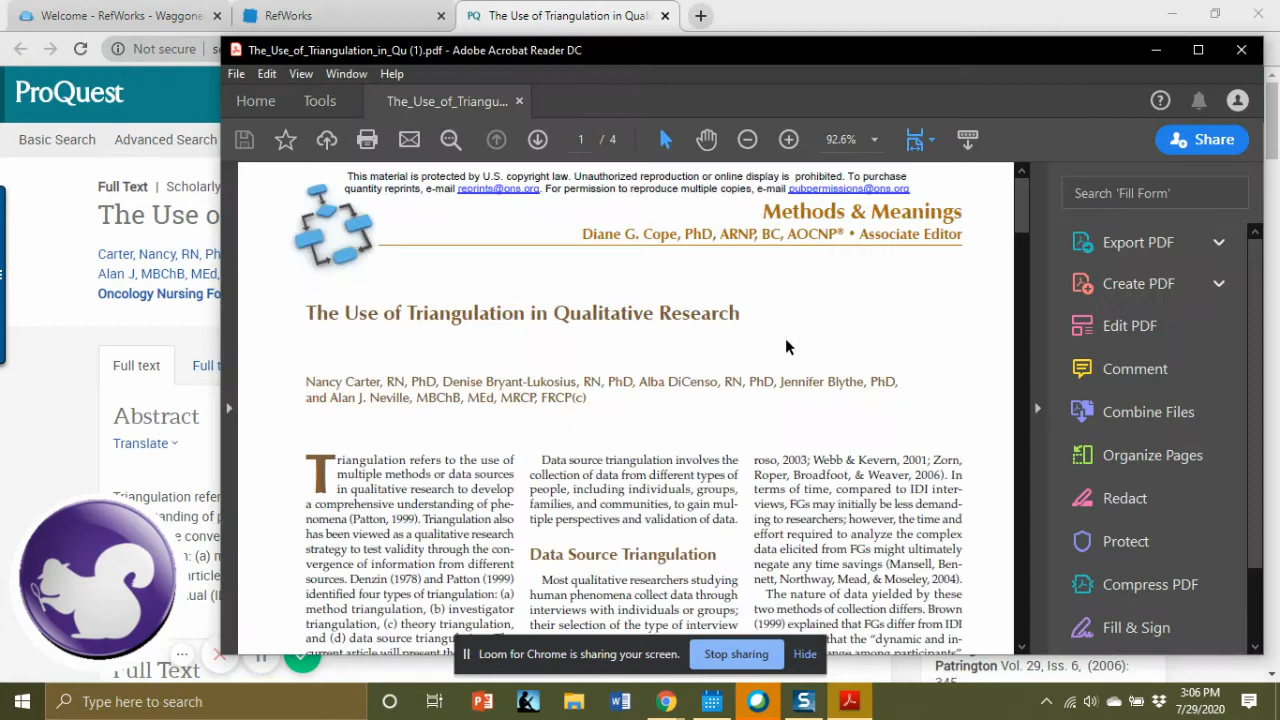 Welcome - RefWorks - Waggone
RefWorks
PQ The Use of Triangulation in Quali
Not secure
The_Use_of_Triangulation_in_Qu (1).pdf - Adobe Acrobat Reader DC
File Edit View Window Help
ProQuest
Home Tools The_Use_of_Triangu...
Basic Search Advanced Search
1 / 4 92.6% Share
Full Text | Scholarly
The Use o
Carter, Nancy, RN, Ph
Alan J, MBChB, MEd,
Oncology Nursing Fo
Full text Full t
Abstract
Translate
Triangulation refer
This material is protected by U.S. copyright law. Unauthorized reproduction or online display is prohibited. To purchase
quantity reprints, e-mail reprints@ons.org. For permission to reproduce multiple copies, e-mail pubpermissions@ons.org
Methods & Meanings
Diane G. Cope, PhD, ARNP, BC, AOCNP® • Associate Editor
The Use of Triangulation in Qualitative Research
Nancy Carter, RN, PhD, Denise Bryant-Lukosius, RN, PhD, Alba DiCenso, RN, PhD, Jennifer Blythe, PhD,
and Alan J. Neville, MBChB, MEd, MRCP, FRCP(c)
Triangulation refers to the use of
multiple methods or data sources
in qualitative research to develop
a comprehensive understanding of phe-
nomena (Patton, 1999). Triangulation also
has been viewed as a qualitative research
strategy to test validity through the con-
vergence of information from different
sources. Denzin (1978) and Patton (1999)
identified four types of triangulation: (a)
method triangulation, (b) investigator
triangulation, (c) theory triangulation,
and (d) data source
current article will present the
Data source triangulation involves the
collection of data from different types of
people, including individuals, groups,
families, and communities, to gain mul-
tiple perspectives and validation of data.
Data Source Triangulation
Most qualitative researchers studying
human phenomena collect data through
interviews with individuals or groups;
their selection of the type of interview
roso, 2003; Webb & Kevern, 2001; Zorn,
Roper, Broadfoot, & Weaver, 2006). In
terms of time, compared to IDI inter-
views, FGs may initially be less demand-
ing to researchers; however, the time and
effort required to analyze the complex
data elicited from FGs might ultimately
negate any time savings (Mansell, Ben-
nett, Northway, Mead, & Moseley, 2004).
The nature of data yielded by these
two methods of collection differs. Brown
(1999) explained that FGs differ from IDI
that the "dynamic and in-
change among participants"
Search 'Fill Form'
Export PDF
Create PDF
Edit PDF
Comment
Combine Files
Organize Pages
Redact
Protect
Compress PDF
Fill & Sign
Full Text
Loom for Chrome is sharing your screen. Stop sharing Hide
Patrington Vol. 29, Iss. 6, (2006):
345
Type here to search
3:06 PM
7/29/2020